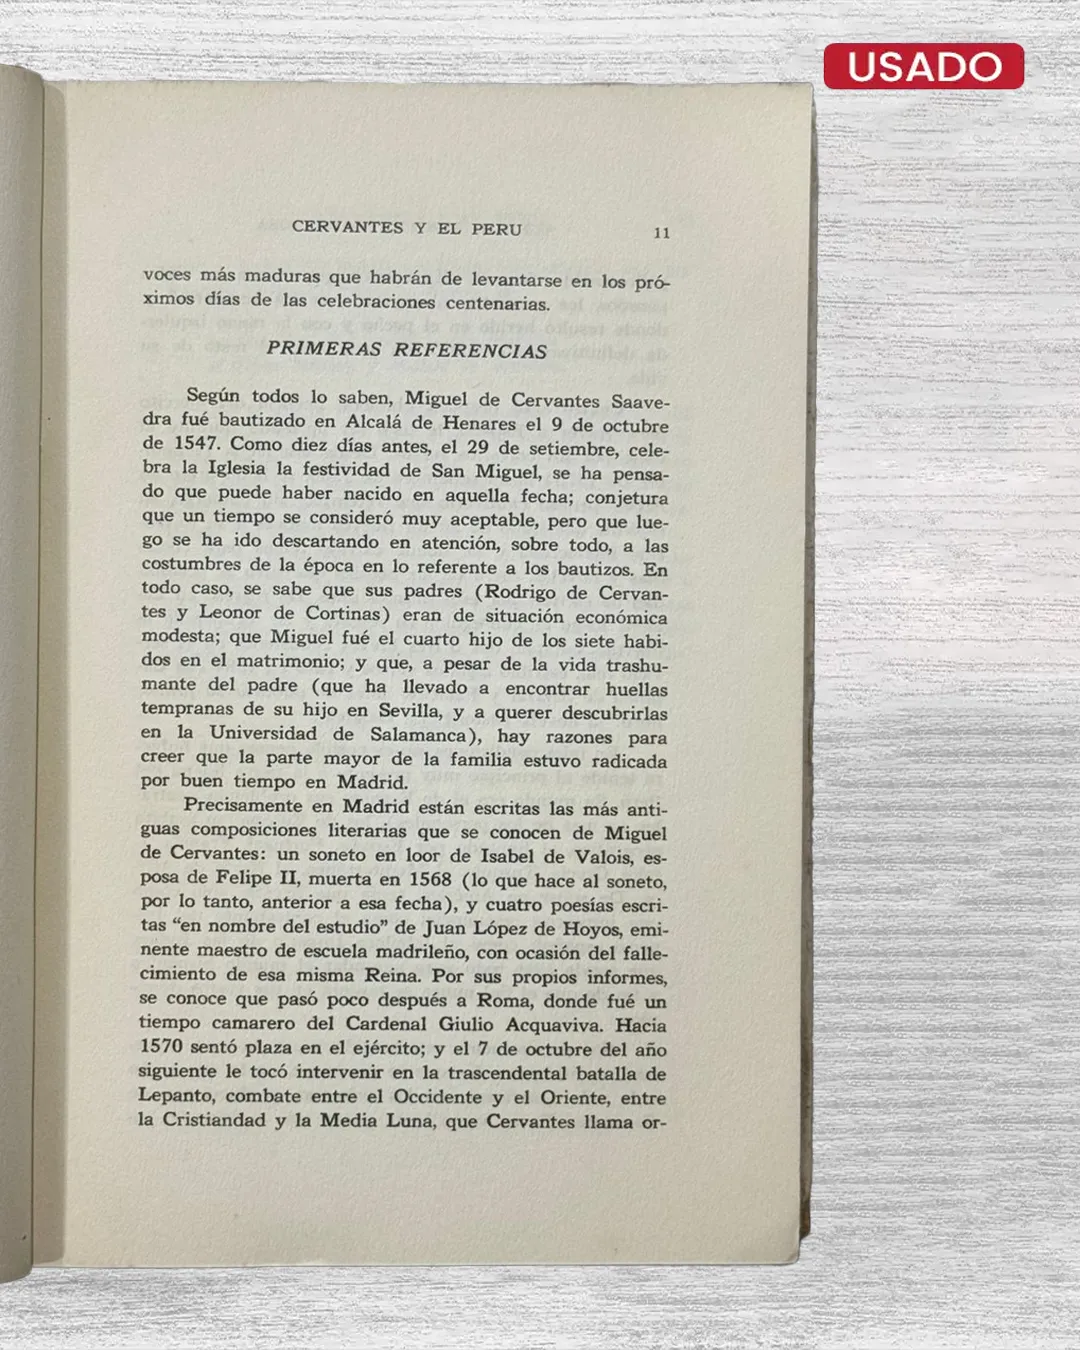 USADO
CERVANTES Y EL PERU 11
voces más maduras que habrán de levantarse en los pró-
ximos días de las celebraciones centenarias.
PRIMERAS REFERENCIAS
Según todos lo saben, Miguel de Cervantes Saave-
dra fué bautizado en Alcalá de Henares el 9 de octubre
de 1547. Como diez días antes, el 29 de setiembre, cele-
bra la Iglesia la festividad de San Miguel, se ha pensa-
do que puede haber nacido en aquella fecha; conjetura
que un tiempo se consideró muy aceptable, pero que lue-
go se ha ido descartando en atención, sobre todo, a las
costumbres de la época en lo referente a los bautizos. En
todo caso, se sabe que sus padres (Rodrigo de Cervan-
tes y Leonor de Cortinas) eran de situación económica
modesta; que Miguel fué el cuarto hijo de los siete habi-
dos en el matrimonio; y que, a pesar de la vida trashu-
mante del padre (que ha llevado a encontrar huellas
tempranas de su hijo en Sevilla, y a querer descubrirlas
en la Universidad de Salamanca), hay razones para
creer que la parte mayor de la familia estuvo radicada
por buen tiempo en Madrid.
Precisamente en Madrid están escritas las más anti-
guas composiciones literarias que se conocen de Miguel
de Cervantes: un soneto en loor de Isabel de Valois, es-
posa de Felipe II, muerta en 1568 (lo que hace al soneto,
por lo tanto, anterior a esa fecha), y cuatro poesías escri-
tas “en nombre del estudio” de Juan López de Hoyos, emi-
nente maestro de escuela madrileño, con ocasión del falle-
cimiento de esa misma Reina. Por sus propios informes,
se conoce que pasó poco después a Roma, donde fué un
tiempo camarero del Cardenal Giulio Acquaviva. Hacia
1570 sentó plaza en el ejército; y el 7 de octubre del año
siguiente le tocó intervenir en la trascendental batalla de
Lepanto, combate entre el Occidente y el Oriente, entre
la Cristiandad y la Media Luna, que Cervantes llama or-